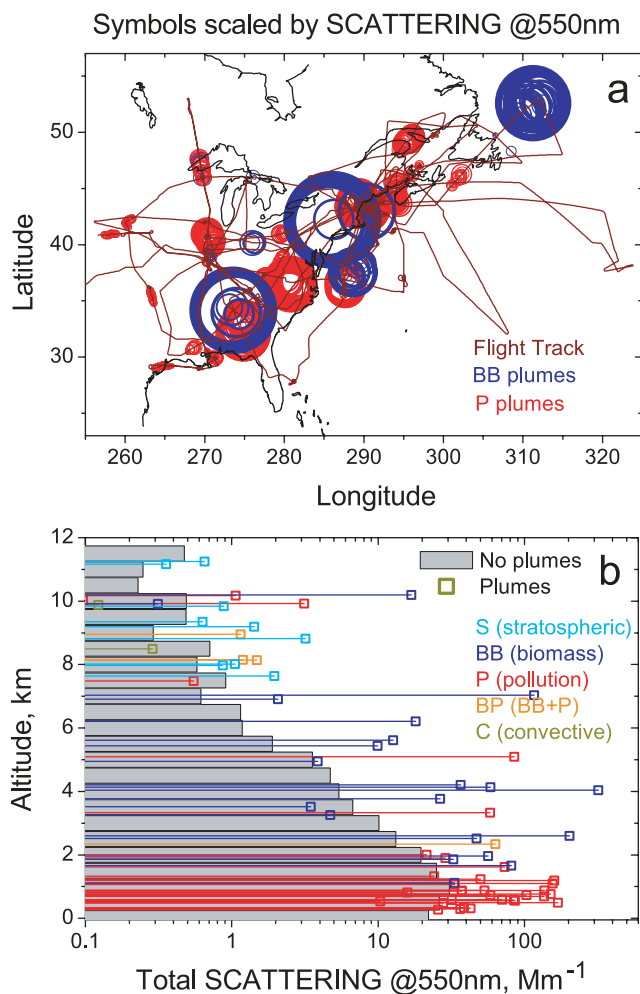 Symbols scaled by SCATTERING @550nm
a
50
40
30
Latitude
Flight Track
BB plumes
P plumes
260 270 280 290 300 310 320
Longitude
b
12
10
8
6
4
2
0
Altitude, km
No plumes
Plumes
S (stratospheric)
BB (biomass)
P (pollution)
BP (BB+P)
C (convective)
0.1 1 10 100
Total SCATTERING @550nm, Mm⁻¹